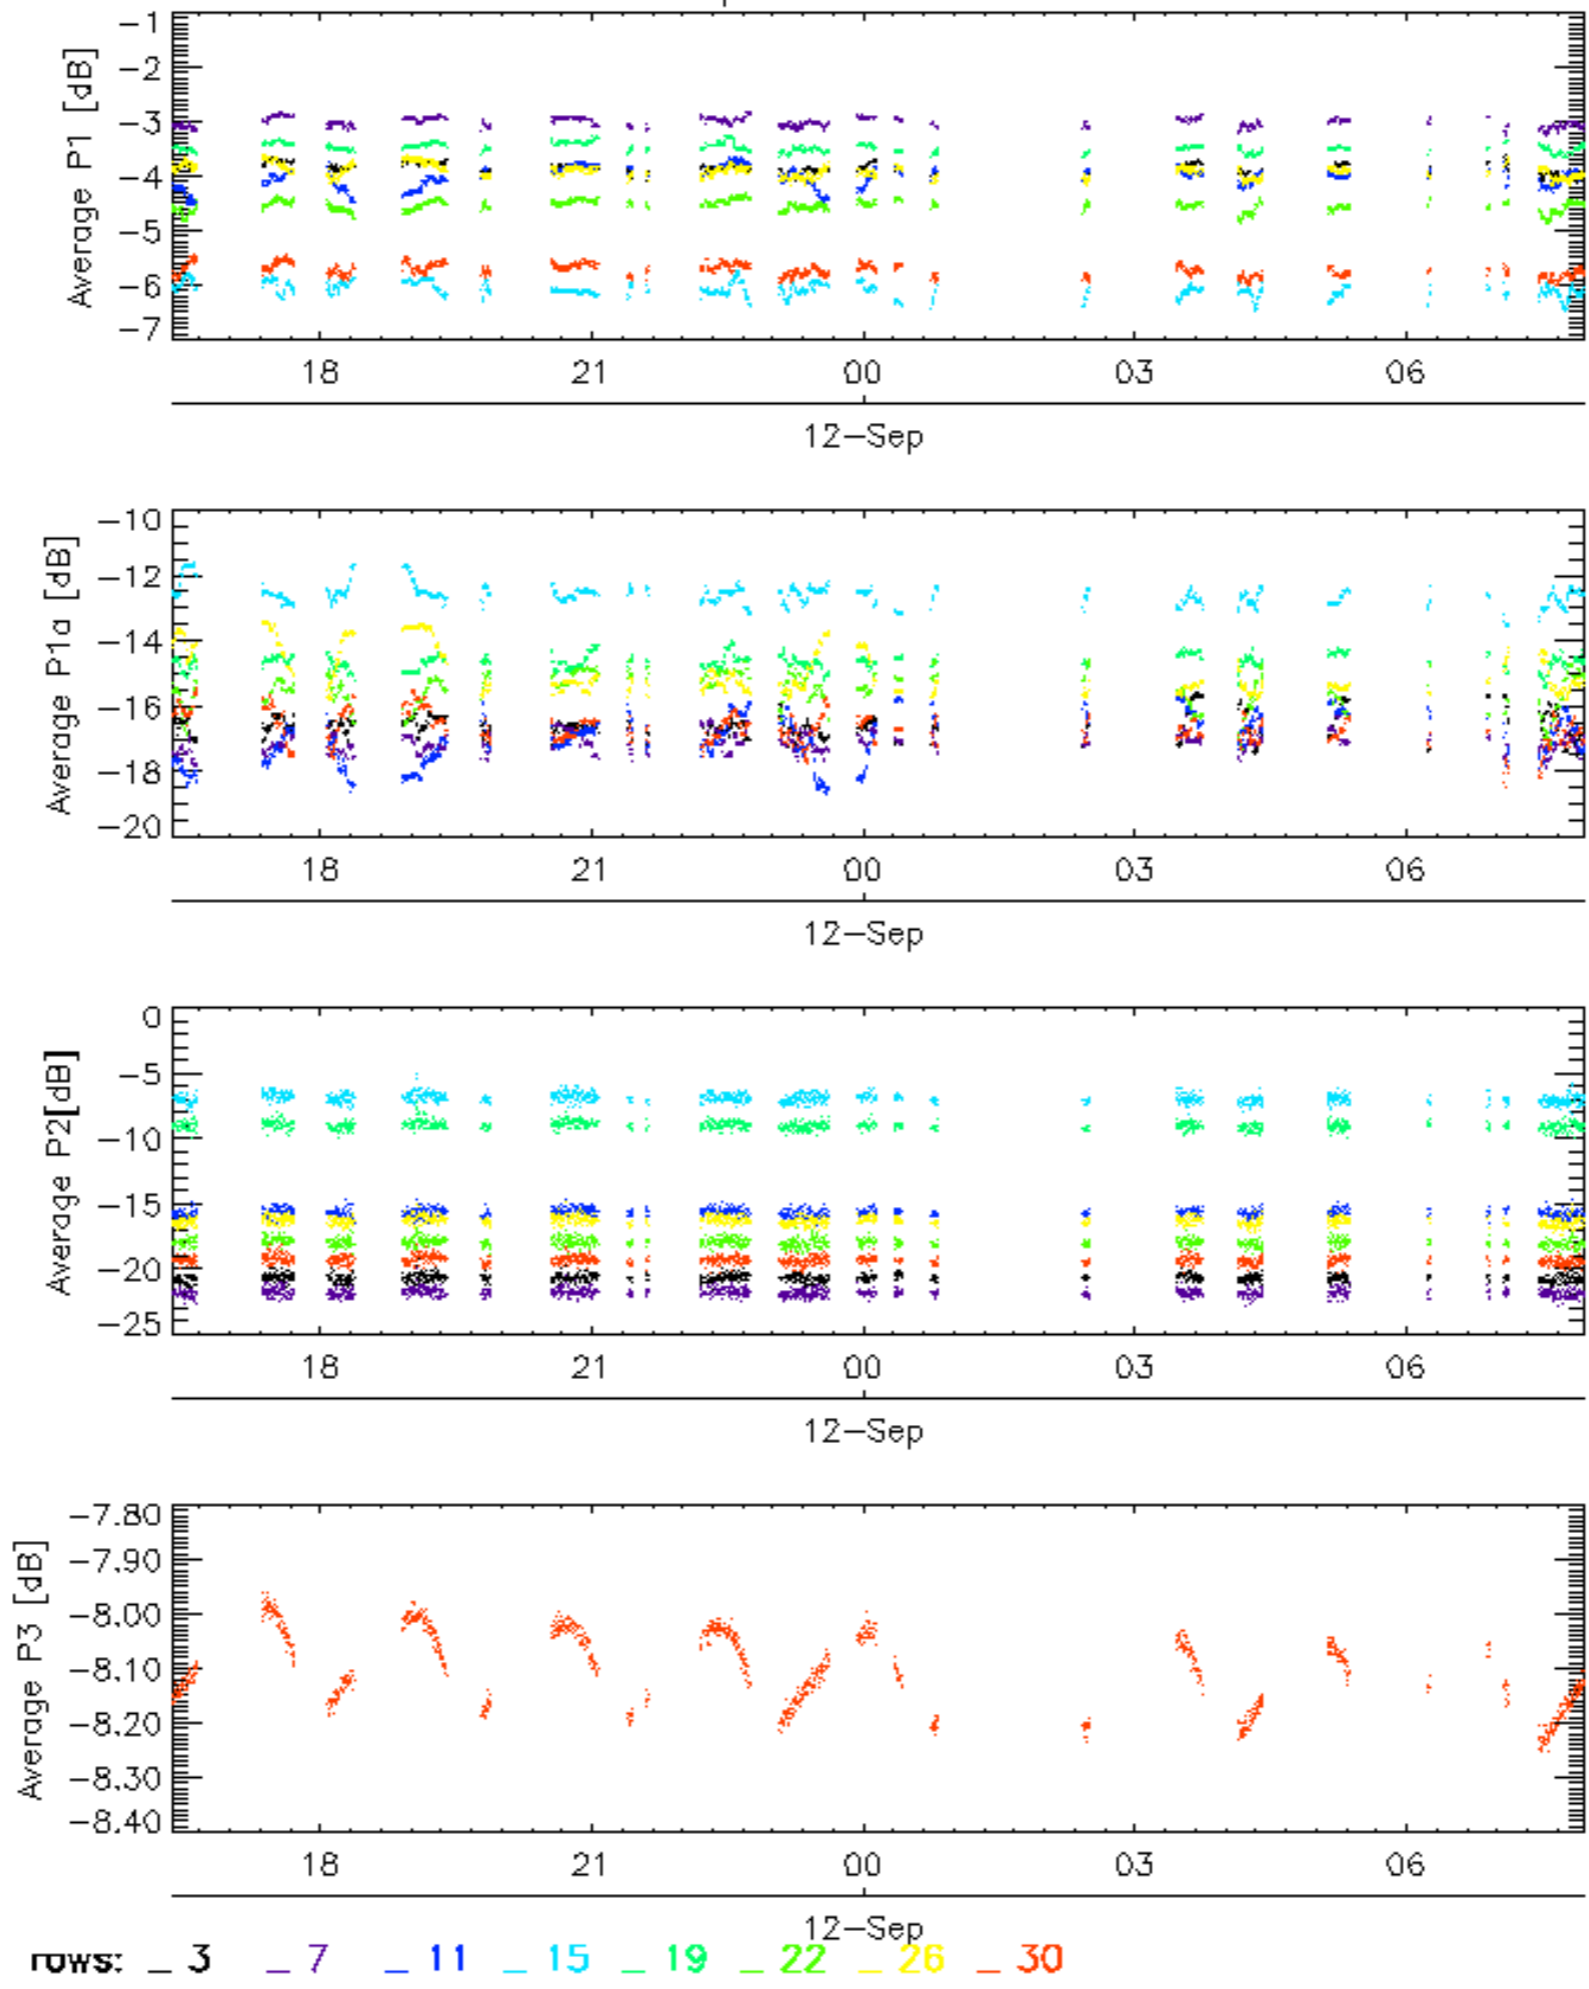 Average P1 [dB]
-1
-2
-3
-4
-5
-6
-7
18 21 00 03 06
12-Sep
Average P1a [dB]
-10
-12
-14
-16
-18
-20
18 21 00 03 06
12-Sep
Average P2[dB]
0
-5
-10
-15
-20
-25
18 21 00 03 06
12-Sep
Average P3 [dB]
-7.80
-7.90
-8.00
-8.10
-8.20
-8.30
-8.40
18 21 00 03 06
12-Sep
rows: _ 3 _ 7 _ 11 _ 15 _ 19 _ 22 _ 26 _ 30